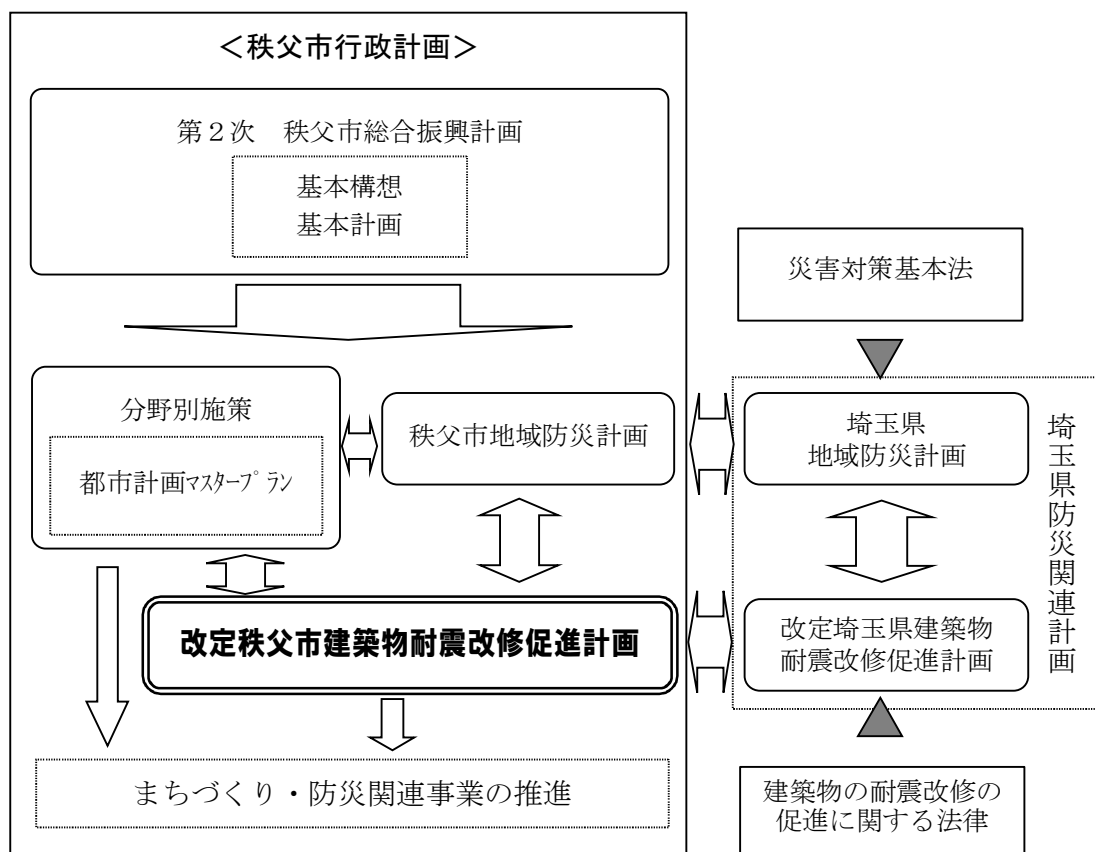 ＜秩父市行政計画＞
第２次　秩父市総合振興計画
基本構想
基本計画
災害対策基本法
分野別施策
都市計画ﾏｽﾀｰﾌﾟﾗﾝ
秩父市地域防災計画
埼玉県
地域防災計画
埼玉県防災関連計画
改定秩父市建築物耐震改修促進計画
改定埼玉県建築物
耐震改修促進計画
まちづくり・防災関連事業の推進
建築物の耐震改修の
促進に関する法律